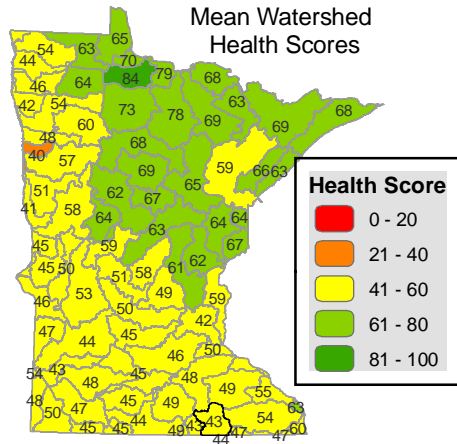 Mean Watershed
Health Scores
65
54 63
44 70
84 79 68
46 64 63
42 54 73 78 68
60 69 69
48
40 57 68 59
69 66 63
51 65
41 58 62 67
64 64 64
63 67
45 59 62
45 50 51 58 61
46 53 49 59
50 42
47 45 50
44 46
54 43 45 48
48 49 55
48 50 47 45 49 43 43 54 63
45 45 44 49 44 47 47 60
Health Score
0 - 20
21 - 40
41 - 60
61 - 80
81 - 100